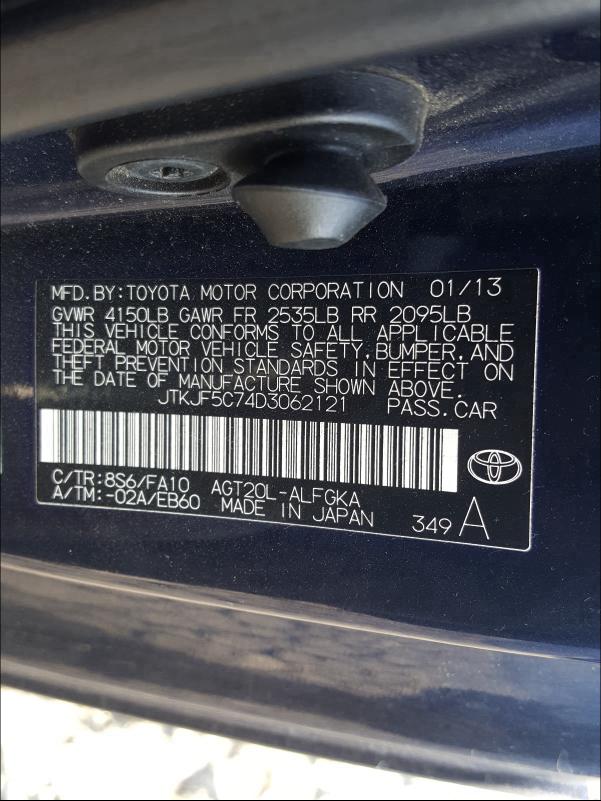 MFD.BY:TOYOTA MOTOR CORPORATION 01/13
GVWR 4150LB GAWR FR 2535LB RR 2095LB
THIS VEHICLE CONFORMS TO ALL APPLICABLE
FEDERAL MOTOR VEHICLE SAFETY,BUMPER,AND
THEFT PREVENTION STANDARDS IN EFFECT ON
THE DATE OF MANUFACTURE SHOWN ABOVE.
JTKJF5C74D3062121 PASS.CAR
C/TR:8S6/FA10 AGT20L-ALFGKA
A/TM:-02A/EB60 MADE IN JAPAN 349 A